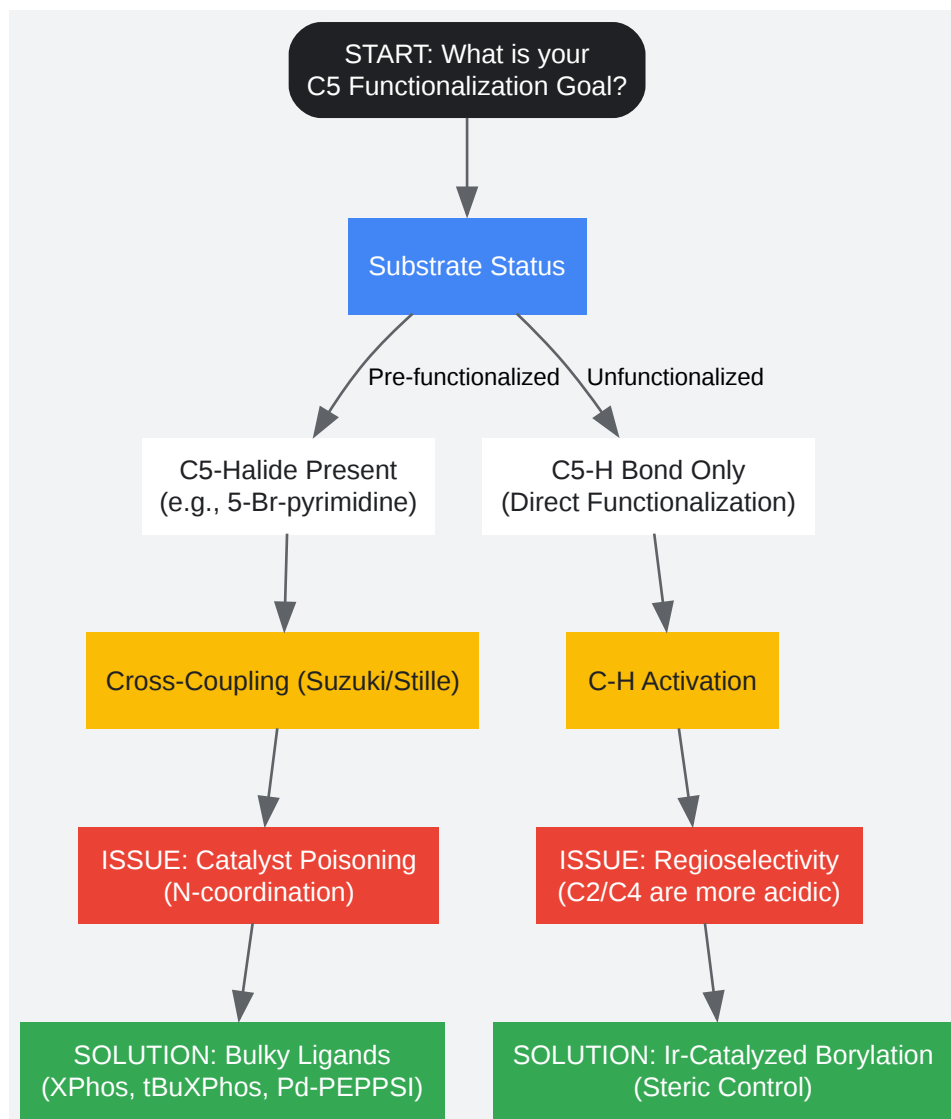 START: What is your
C5 Functionalization Goal?
Substrate Status
Pre-functionalized
Unfunctionalized
C5-Halide Present
(e.g., 5-Br-pyrimidine)
C5-H Bond Only
(Direct Functionalization)
Cross-Coupling (Suzuki/Stille)
C-H Activation
ISSUE: Catalyst Poisoning
(N-coordination)
ISSUE: Regioselectivity
(C2/C4 are more acidic)
SOLUTION: Bulky Ligands
(XPhos, tBuXPhos, Pd-PEPPSI)
SOLUTION: Ir-Catalyzed Borylation
(Steric Control)